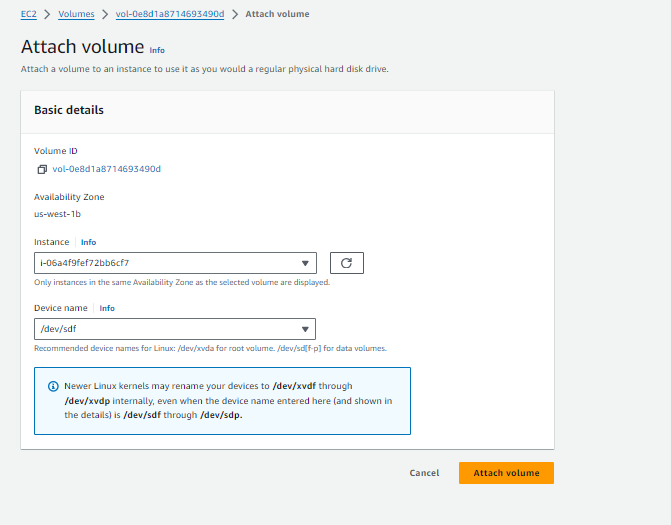 EC2 > Volumes > vol-0e8d1a8714693490d > Attach volume
Attach volume Info
Attach a volume to an instance to use it as you would a regular physical hard disk drive.
Basic details
Volume ID
vol-0e8d1a8714693490d
Availability Zone
us-west-1b
Instance | Info
i-06a4f9fef72bb6cf7
Only instances in the same Availability Zone as the selected volume are displayed.
Device name | Info
/dev/sdf
Recommended device names for Linux: /dev/xvda for root volume. /dev/sd[f-p] for data volumes.
Newer Linux kernels may rename your devices to /dev/xvdf through
/dev/xvdp internally, even when the device name entered here (and shown in
the details) is /dev/sdf through /dev/sdp.
Cancel Attach volume